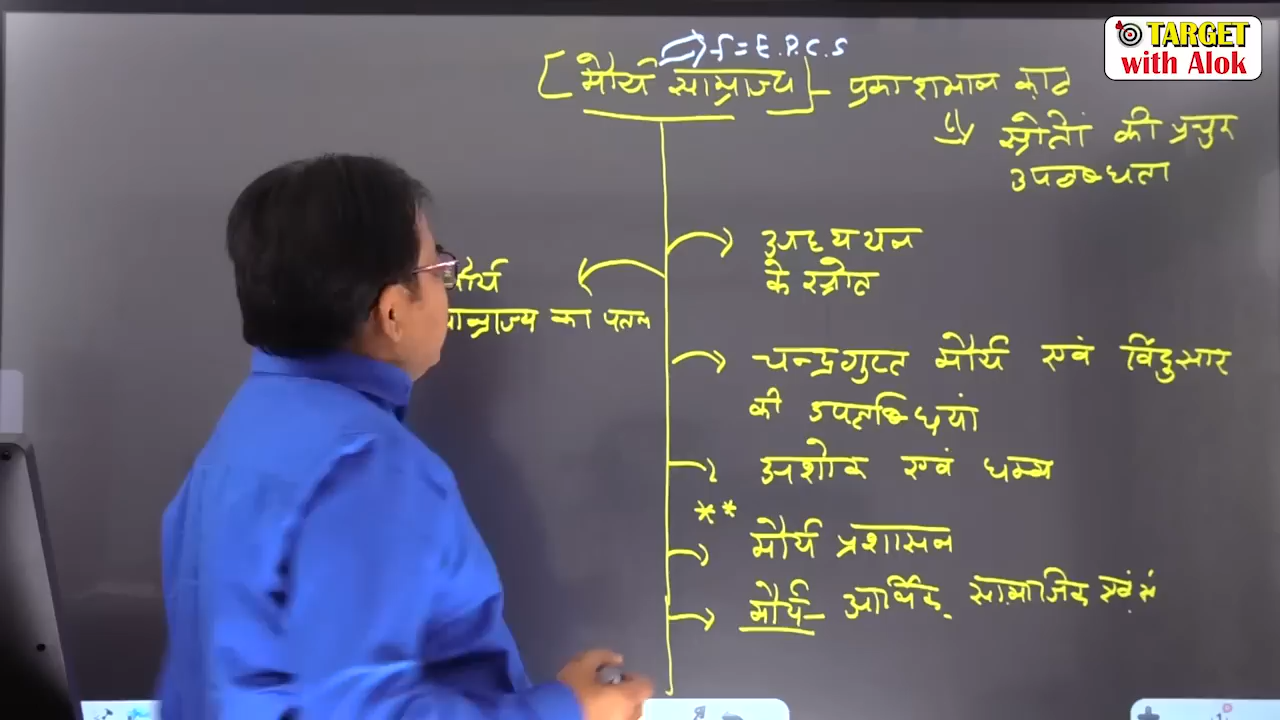 TARGET
with Alok
f = E.P.C.S
[मौर्य साम्राज्य] - प्रकाशमान काल
स्रोतों की प्रचुर
उपलब्धता
अध्ययन
के स्रोत
मौर्य
साम्राज्य का पतन
चन्द्रगुप्त मौर्य एवं बिंदुसार
की उपलब्धियां
अशोक एवं धम्म
**
मौर्य प्रशासन
मौर्य - आर्थिक, सामाजिक एवं सं